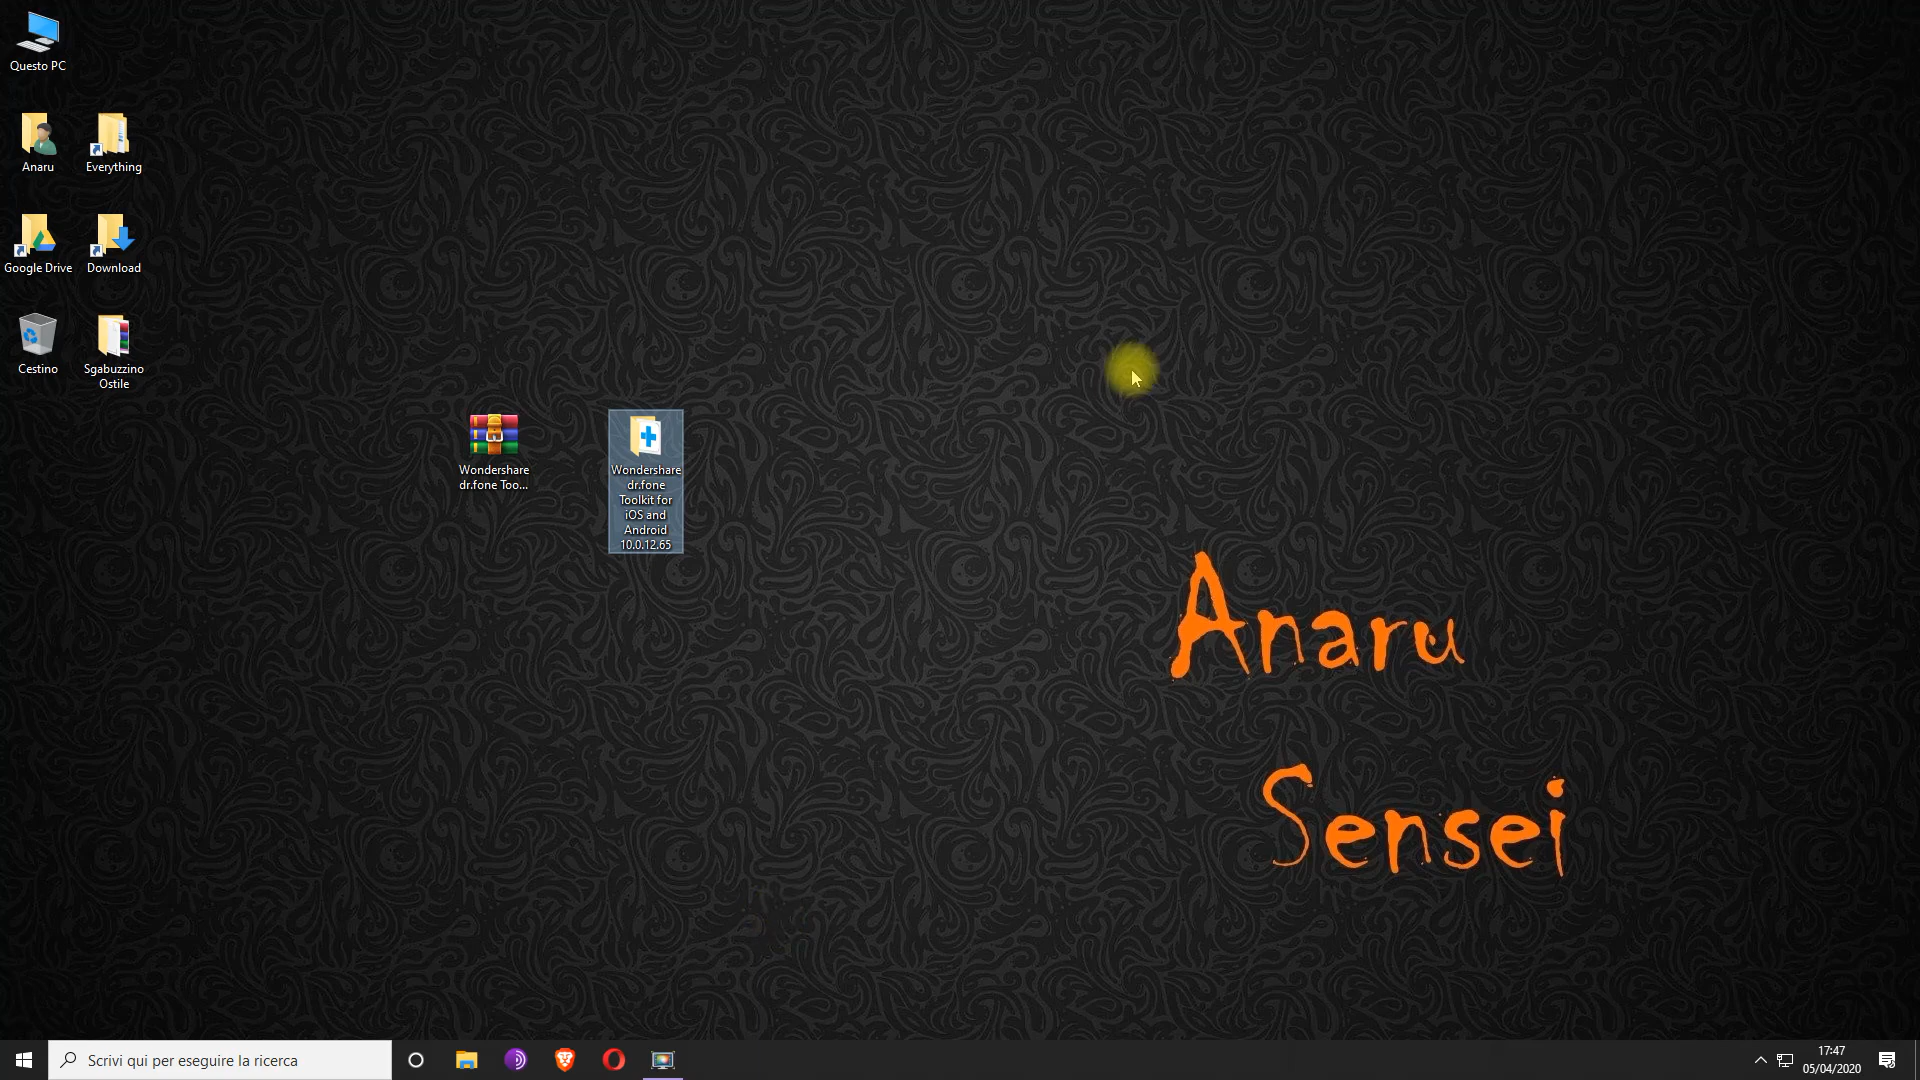 Questo PC
Anaru
Everything
Google Drive
Download
Cestino
Sgabuzzino
Ostile
Wondershare
dr.fone Too...
Wondershare
dr.fone
Toolkit for
iOS and
Android
10.0.12.65
Anaru
Sensei
Scrivi qui per eseguire la ricerca
17:47
05/04/2020